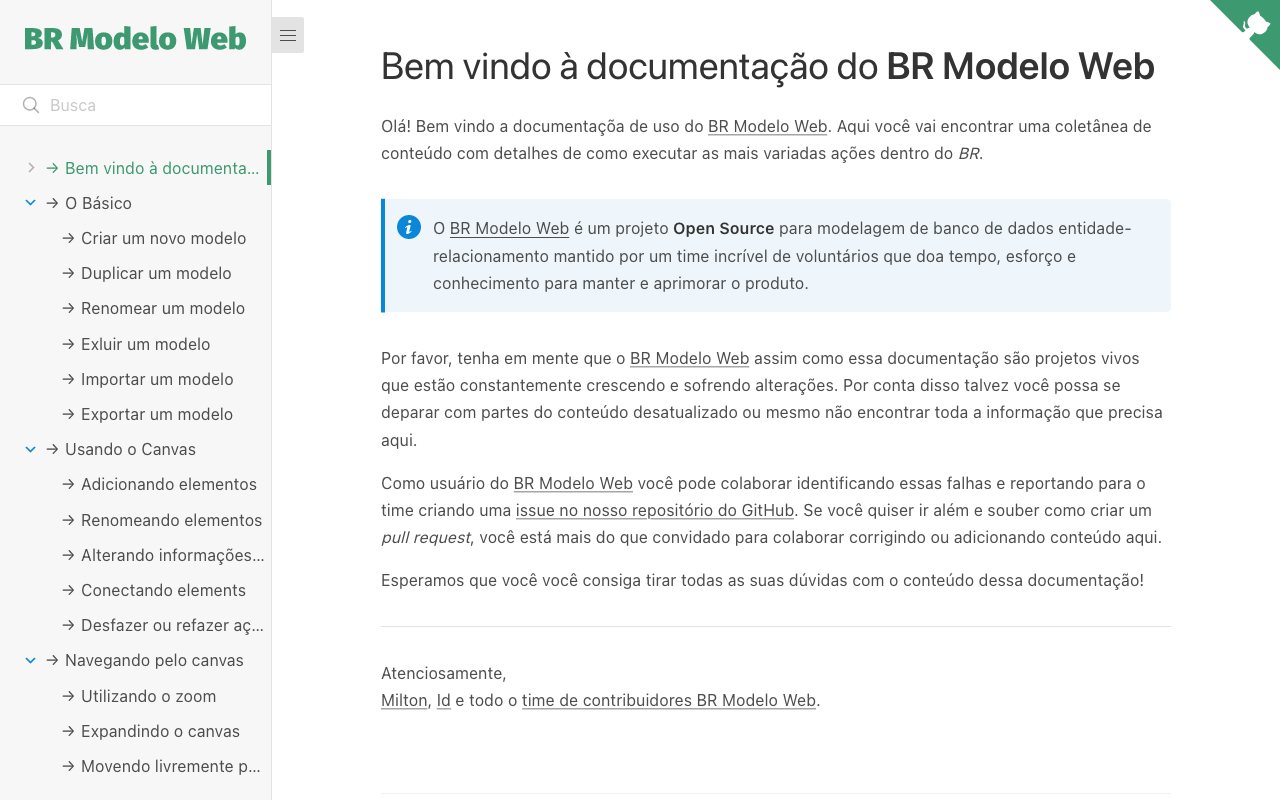 BR Modelo Web
Busca
→ Bem vindo à documenta...
→ O Básico
→ Criar um novo modelo
→ Duplicar um modelo
→ Renomear um modelo
→ Exluir um modelo
→ Importar um modelo
→ Exportar um modelo
→ Usando o Canvas
→ Adicionando elementos
→ Renomeando elementos
→ Alterando informações...
→ Conectando elements
→ Desfazer ou refazer aç...
→ Navegando pelo canvas
→ Utilizando o zoom
→ Expandindo o canvas
→ Movendo livremente p...
Bem vindo à documentação do BR Modelo Web
Olá! Bem vindo a documentaçõa de uso do BR Modelo Web. Aqui você vai encontrar uma coletânea de
conteúdo com detalhes de como executar as mais variadas ações dentro do BR.
O BR Modelo Web é um projeto Open Source para modelagem de banco de dados entidade-
relacionamento mantido por um time incrível de voluntários que doa tempo, esforço e
conhecimento para manter e aprimorar o produto.
Por favor, tenha em mente que o BR Modelo Web assim como essa documentação são projetos vivos
que estão constantemente crescendo e sofrendo alterações. Por conta disso talvez você possa se
deparar com partes do conteúdo desatualizado ou mesmo não encontrar toda a informação que precisa
aqui.
Como usuário do BR Modelo Web você pode colaborar identificando essas falhas e reportando para o
time criando uma issue no nosso repositório do GitHub. Se você quiser ir além e souber como criar um
pull request, você está mais do que convidado para colaborar corrigindo ou adicionando conteúdo aqui.
Esperamos que você você consiga tirar todas as suas dúvidas com o conteúdo dessa documentação!
Atenciosamente,
Milton, Id e todo o time de contribuidores BR Modelo Web.